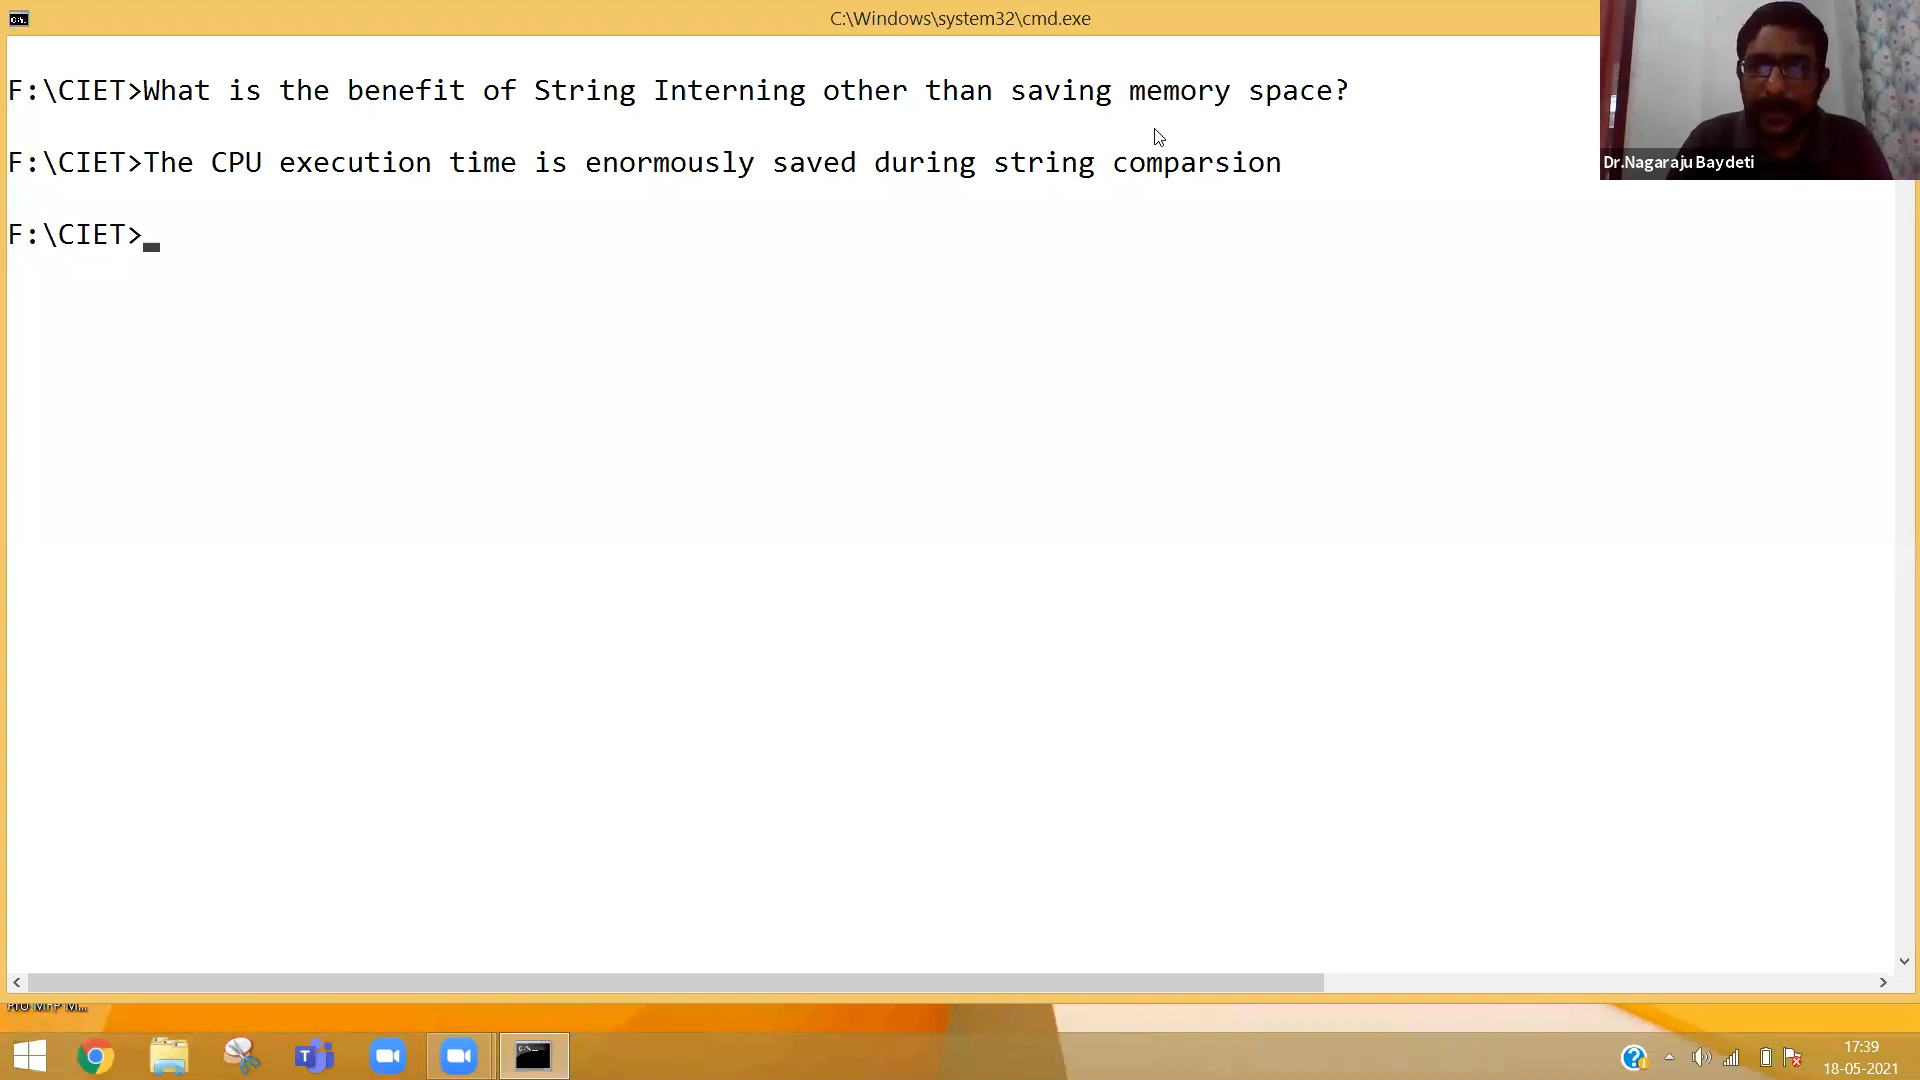 C:\Windows\system32\cmd.exe
F:\CIET>What is the benefit of String Interning other than saving memory space?
F:\CIET>The CPU execution time is enormously saved during string comparsion
F:\CIET>
Dr.Nagaraju Baydeti
17:39
18-05-2021